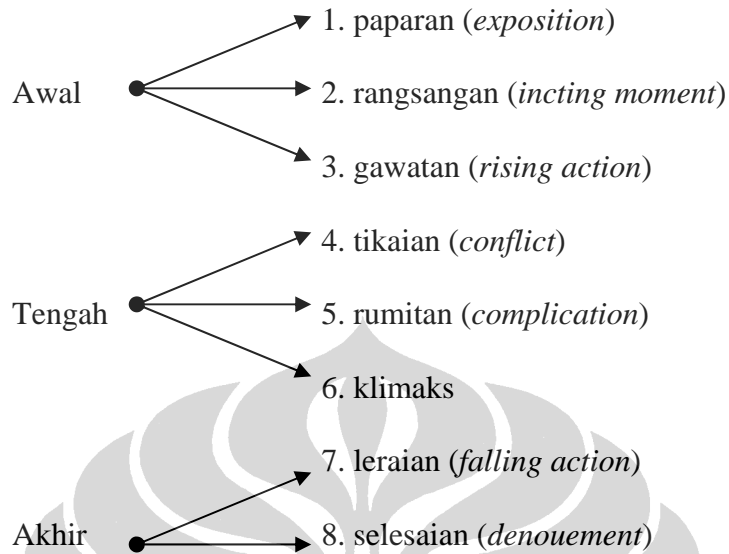 1. paparan (exposition)
Awal
2. rangsangan (incting moment)
3. gawatan (rising action)
4. tikaian (conflict)
Tengah
5. rumitan (complication)
6. klimaks
7. leraian (falling action)
Akhir
8. selesaian (denouement)